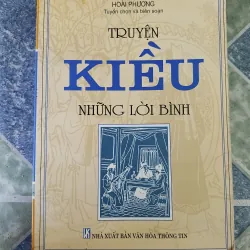 HOÀI PHƯƠNG
Tuyển chọn và biên soạn
TRUYỆN
KIỀU
NHỮNG LỜI BÌNH
NHÀ XUẤT BẢN VĂN HÓA THÔNG TIN